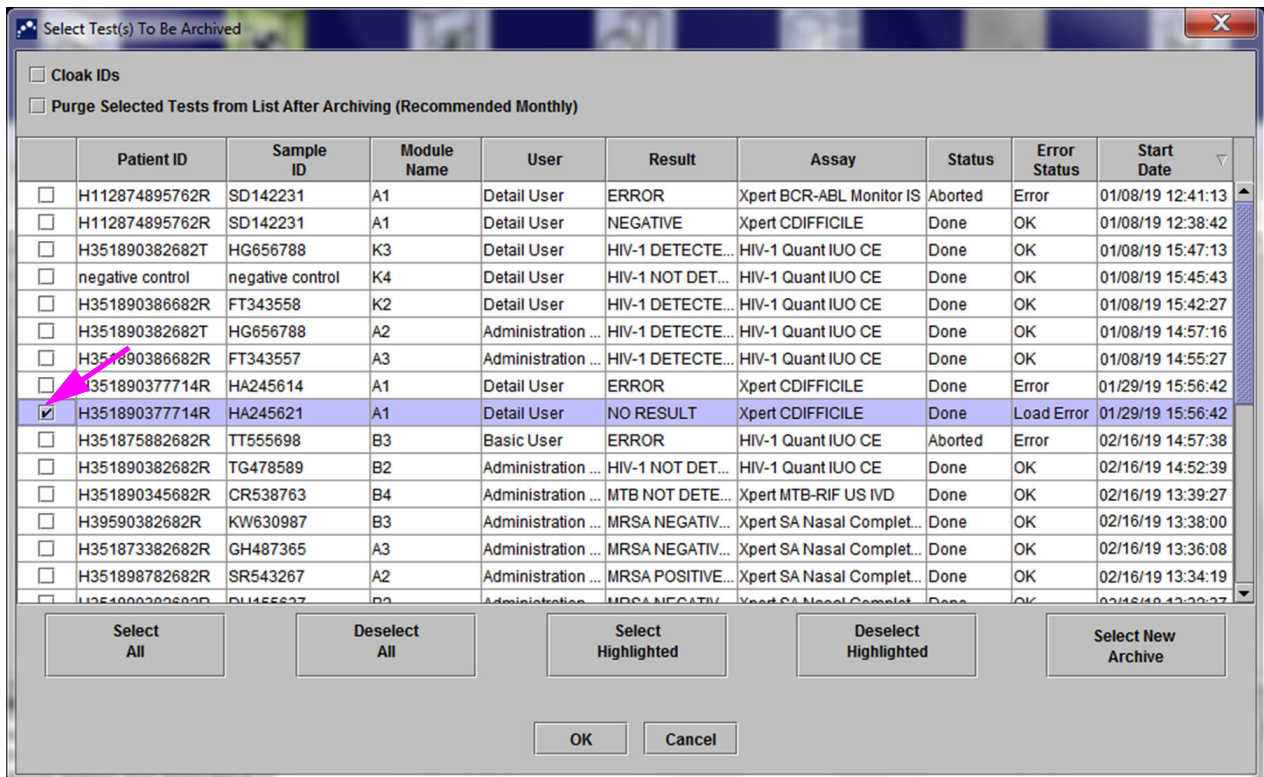 Select Test(s) To Be Archived
Cloak IDs
Purge Selected Tests from List After Archiving (Recommended Monthly)
Patient ID Sample ID Module Name User Result Assay Status Error Status Start Date
H112874895762R SD142231 A1 Detail User ERROR Xpert BCR-ABL Monitor IS Aborted Error 01/08/19 12:41:13
H112874895762R SD142231 A1 Detail User NEGATIVE Xpert CDIFFICILE Done OK 01/08/19 12:38:42
H351890382682T HG656788 K3 Detail User HIV-1 DETECTE... HIV-1 Quant IUO CE Done OK 01/08/19 15:47:13
negative control negative control K4 Detail User HIV-1 NOT DET... HIV-1 Quant IUO CE Done OK 01/08/19 15:45:43
H351890386682R FT343558 K2 Detail User HIV-1 DETECTE... HIV-1 Quant IUO CE Done OK 01/08/19 15:42:27
H351890382682T HG656788 A2 Administration ... HIV-1 DETECTE... HIV-1 Quant IUO CE Done OK 01/08/19 14:57:16
H351890386682R FT343557 A3 Administration ... HIV-1 DETECTE... HIV-1 Quant IUO CE Done OK 01/08/19 14:55:27
H351890377714R HA245614 A1 Detail User ERROR Xpert CDIFFICILE Done Error 01/29/19 15:56:42
H351890377714R HA245621 A1 Detail User NO RESULT Xpert CDIFFICILE Done Load Error 01/29/19 15:56:42
H351875882682R TT555698 B3 Basic User ERROR HIV-1 Quant IUO CE Aborted Error 02/16/19 14:57:38
H351890382682R TG478589 B2 Administration ... HIV-1 NOT DET... HIV-1 Quant IUO CE Done OK 02/16/19 14:52:39
H351890345682R CR538763 B4 Administration ... MTB NOT DETE... Xpert MTB-RIF US IVD Done OK 02/16/19 13:39:27
H39590382682R KW630987 B3 Administration ... MRSA NEGATIV... Xpert SA Nasal Complet... Done OK 02/16/19 13:38:00
H351873382682R GH487365 A3 Administration ... MRSA NEGATIV... Xpert SA Nasal Complet... Done OK 02/16/19 13:36:08
H351898782682R SR543267 A2 Administration ... MRSA POSITIVE... Xpert SA Nasal Complet... Done OK 02/16/19 13:34:19
Select All Deselect All Select Highlighted Deselect Highlighted Select New Archive
OK Cancel